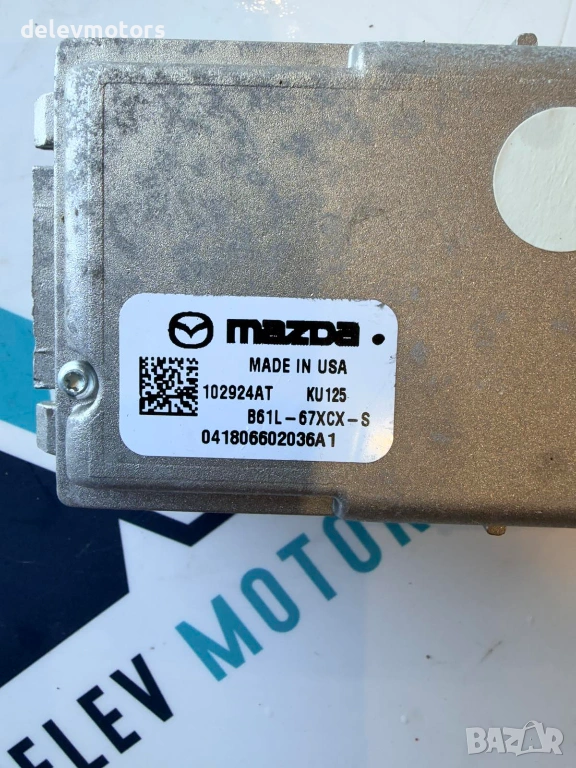 delevmotors
mazda
MADE IN USA
102924AT KU125
B61L-67XCX-S
041806602036A1
ELEV MOTOR
BAZAR